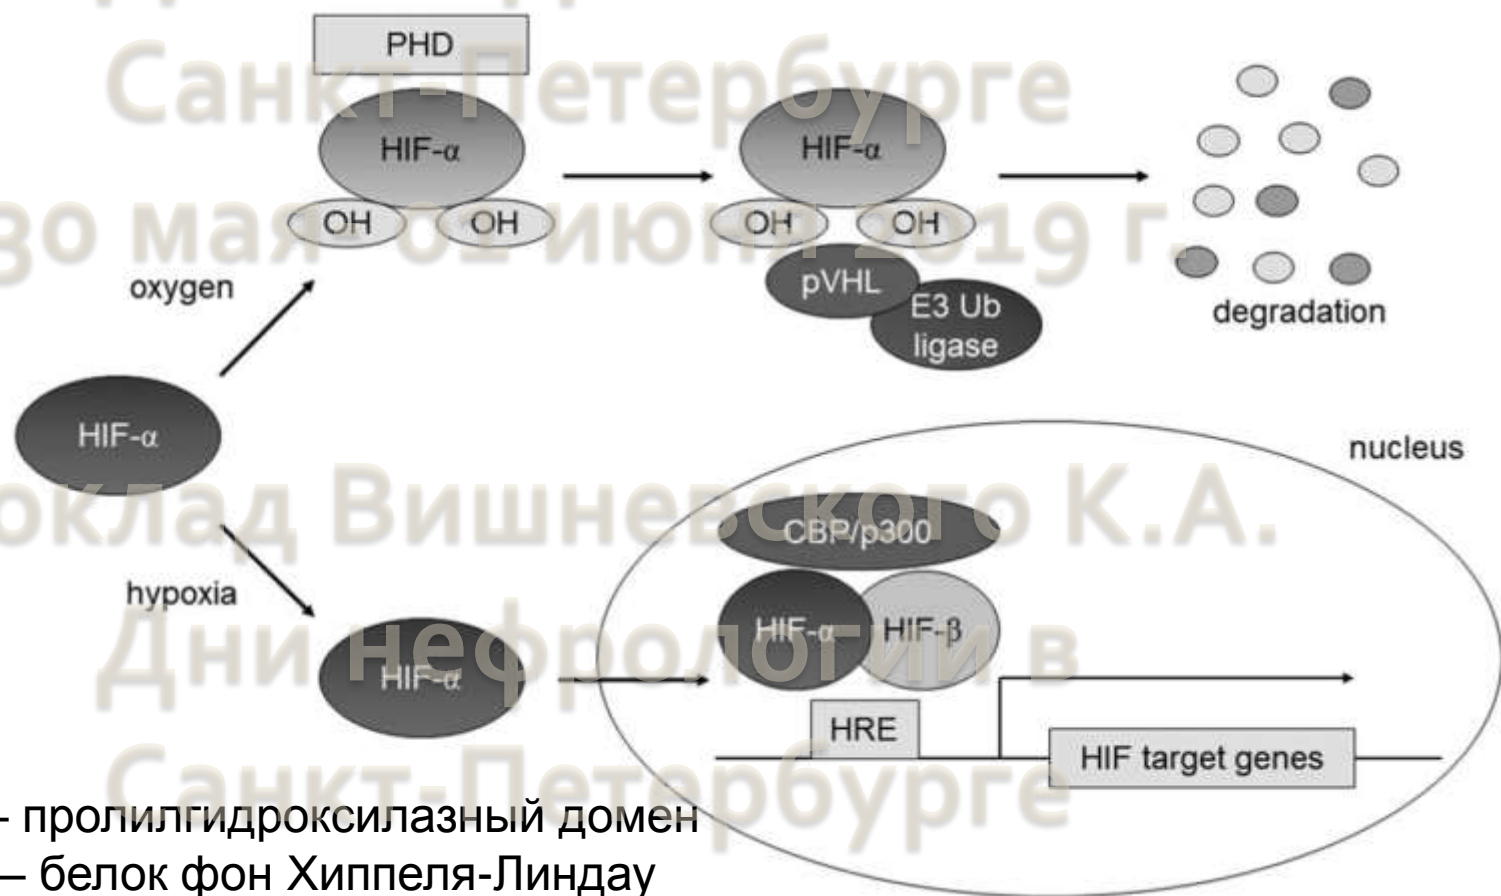 PHD
Санкт-Петербурге
HIF-α
HIF-α
OH
OH
OH
OH
30 мая - 01 июня 2019 г.
oxygen
pVHL
E3 Ub
ligase
degradation
HIF-α
nucleus
Вишневского К.А.
CBP/p300
hypoxia
HIF-α
HIF-β
Дни нефрологии в
HIF-α
HRE
HIF target genes
Санкт-Петербурге
– пролилгидроксилазный домен
– белок фон Хиппеля-Линдау